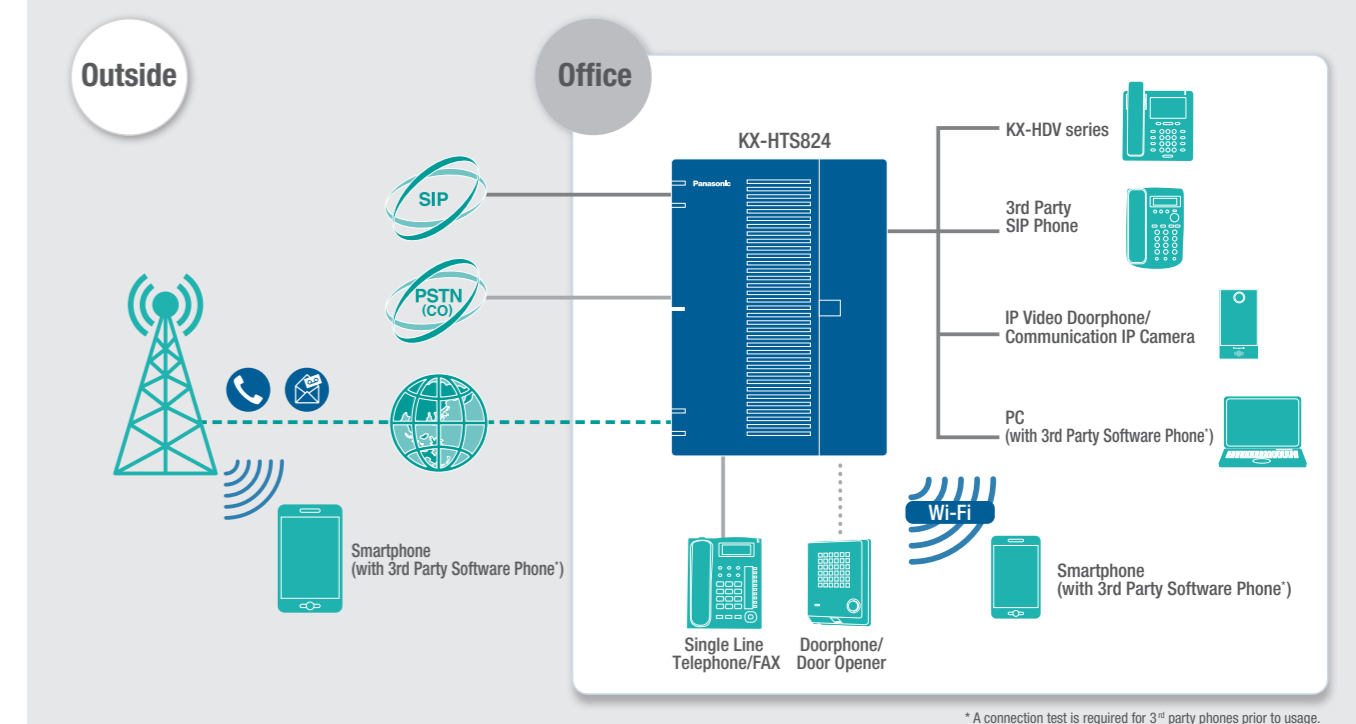 Outside
Office
KX-HTS824
Panasonic
SIP
PSTN
(CO)
KX-HDV series
3rd Party
SIP Phone
IP Video Doorphone/
Communication IP Camera
PC
(with 3rd Party Software Phone*)
Wi-Fi
Smartphone
(with 3rd Party Software Phone*)
Smartphone
(with 3rd Party Software Phone*)
Single Line
Telephone/FAX
Doorphone/
Door Opener
* A connection test is required for 3rd party phones prior to usage.